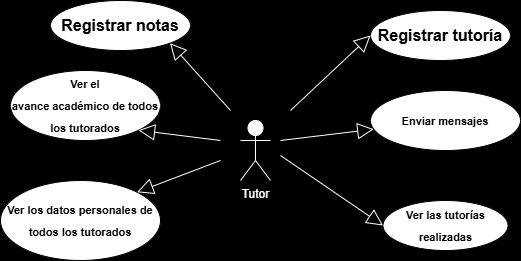 Registrar notas
Registrar tutoría
Ver el
avance académico de todos
los tutorados
Enviar mensajes
Tutor
Ver los datos personales de
todos los tutorados
Ver las tutorías
realizadas